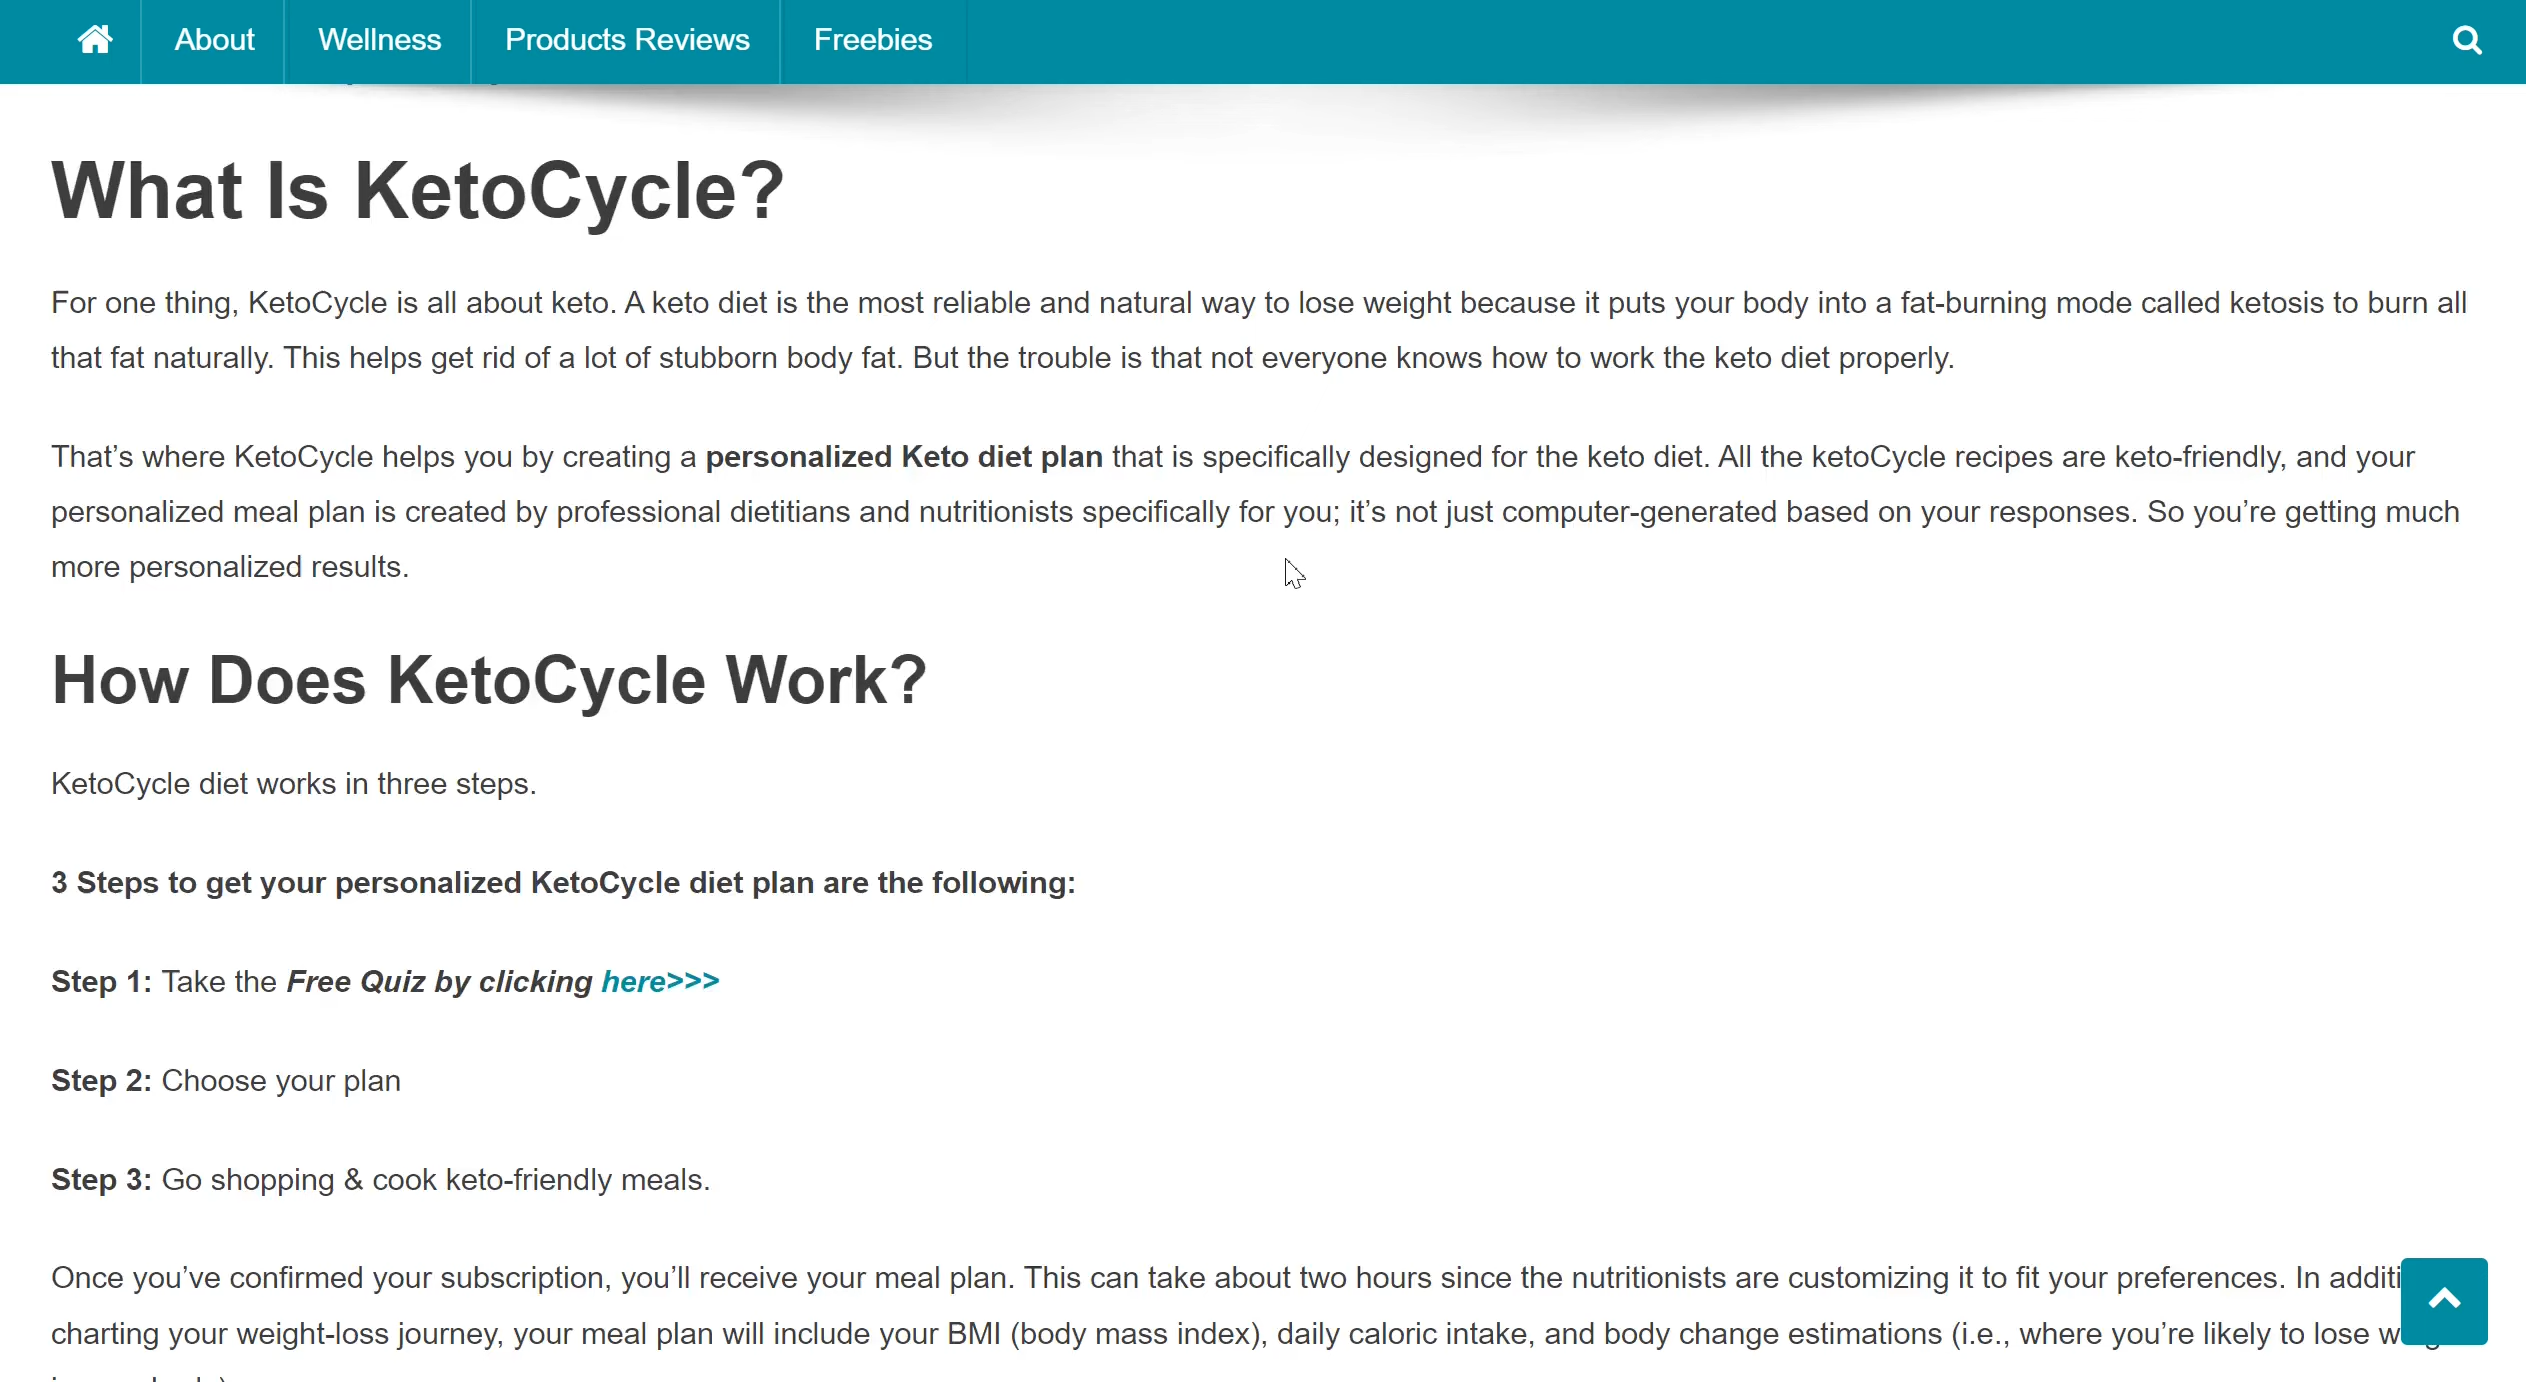 About Wellness Products Reviews Freebies
What Is KetoCycle?
For one thing, KetoCycle is all about keto. A keto diet is the most reliable and natural way to lose weight because it puts your body into a fat-burning mode called ketosis to burn all
that fat naturally. This helps get rid of a lot of stubborn body fat. But the trouble is that not everyone knows how to work the keto diet properly.
That’s where KetoCycle helps you by creating a personalized Keto diet plan that is specifically designed for the keto diet. All the ketoCycle recipes are keto-friendly, and your
personalized meal plan is created by professional dietitians and nutritionists specifically for you; it’s not just computer-generated based on your responses. So you’re getting much
more personalized results.
How Does KetoCycle Work?
KetoCycle diet works in three steps.
3 Steps to get your personalized KetoCycle diet plan are the following:
Step 1: Take the Free Quiz by clicking here>>>
Step 2: Choose your plan
Step 3: Go shopping & cook keto-friendly meals.
Once you’ve confirmed your subscription, you’ll receive your meal plan. This can take about two hours since the nutritionists are customizing it to fit your preferences. In
charting your weight-loss journey, your meal plan will include your BMI (body mass index), daily caloric intake, and body change estimations (i.e., where you’re likely to lose